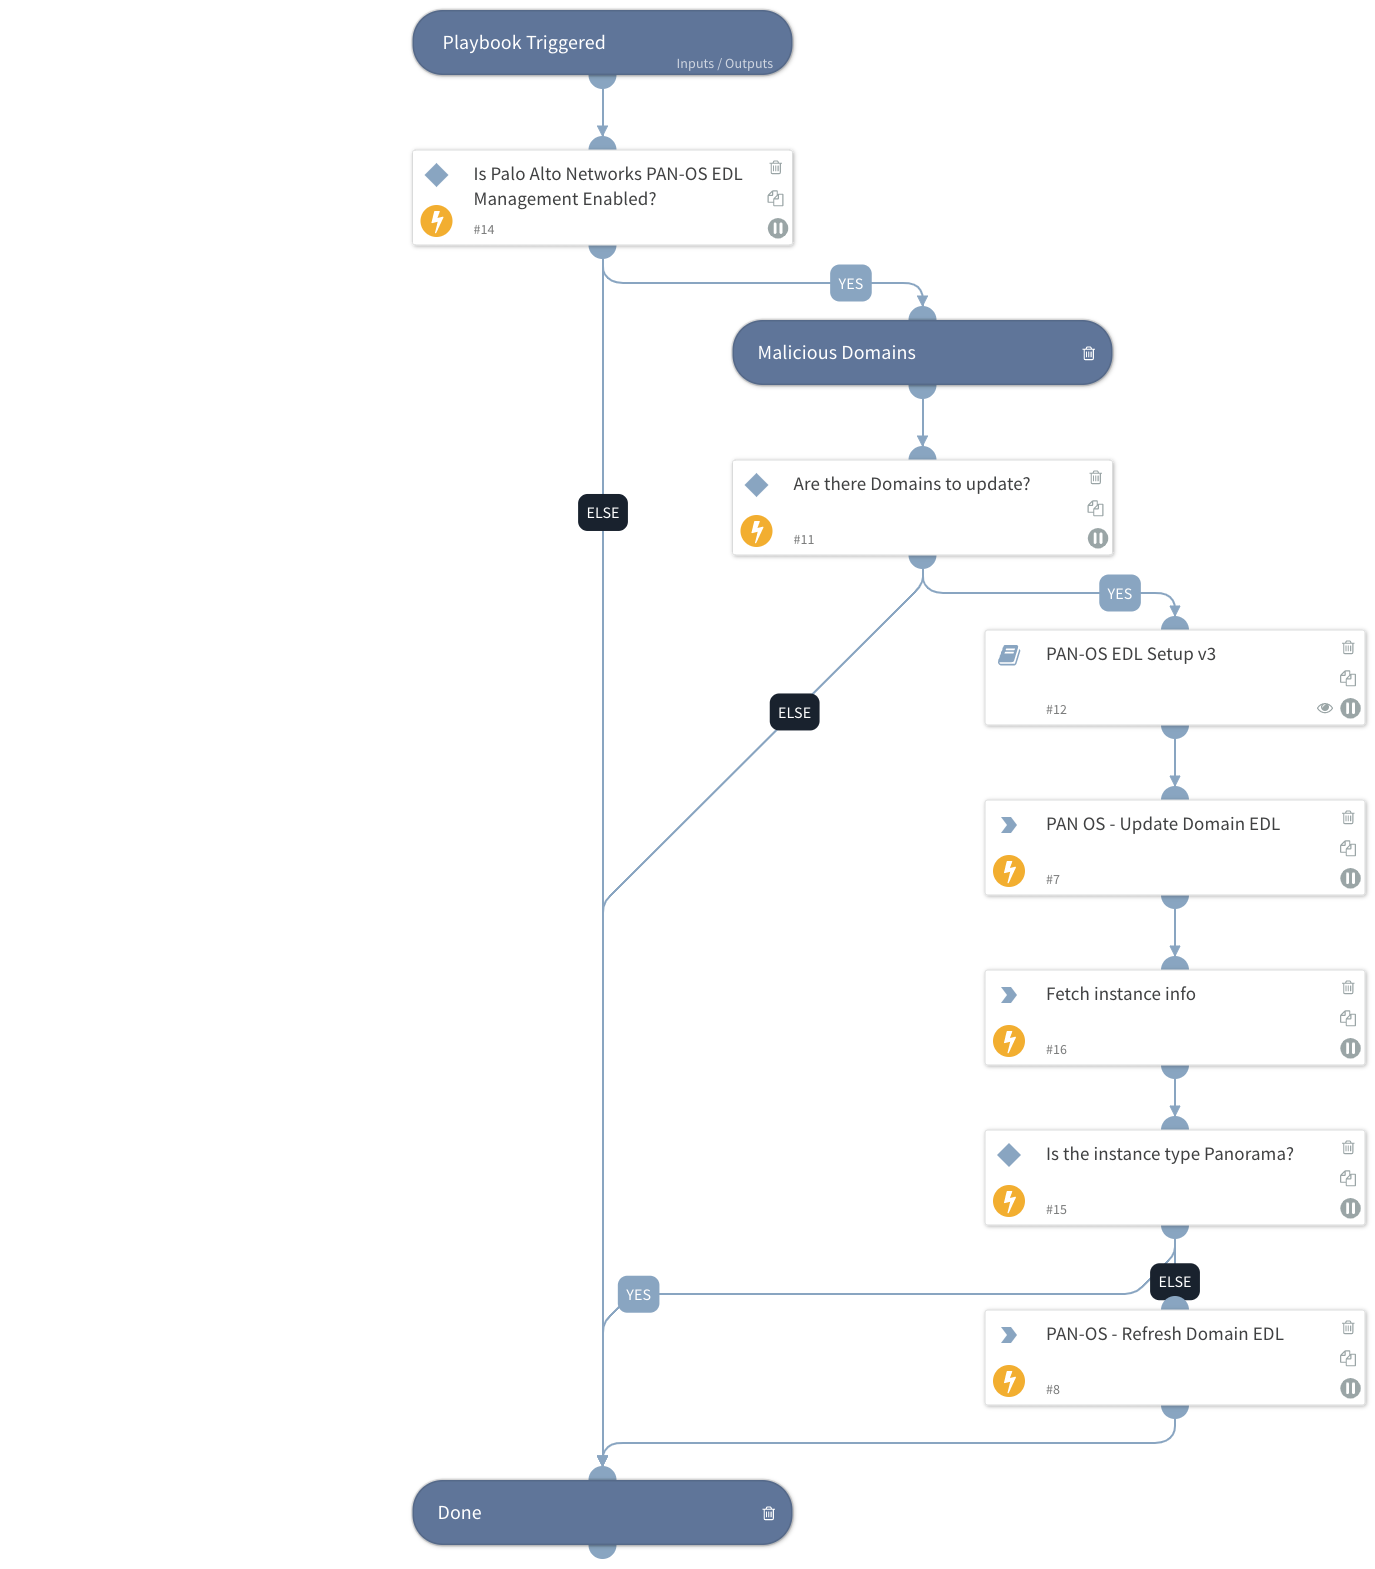 Playbook Triggered
Inputs / Outputs
Is Palo Alto Networks PAN-OS EDL
Management Enabled?
#14
YES
Malicious Domains
Are there Domains to update?
#11
ELSE
YES
PAN-OS EDL Setup v3
#12
ELSE
PAN OS - Update Domain EDL
#7
Fetch instance info
#16
Is the instance type Panorama?
#15
ELSE
YES
PAN-OS - Refresh Domain EDL
#8
Done